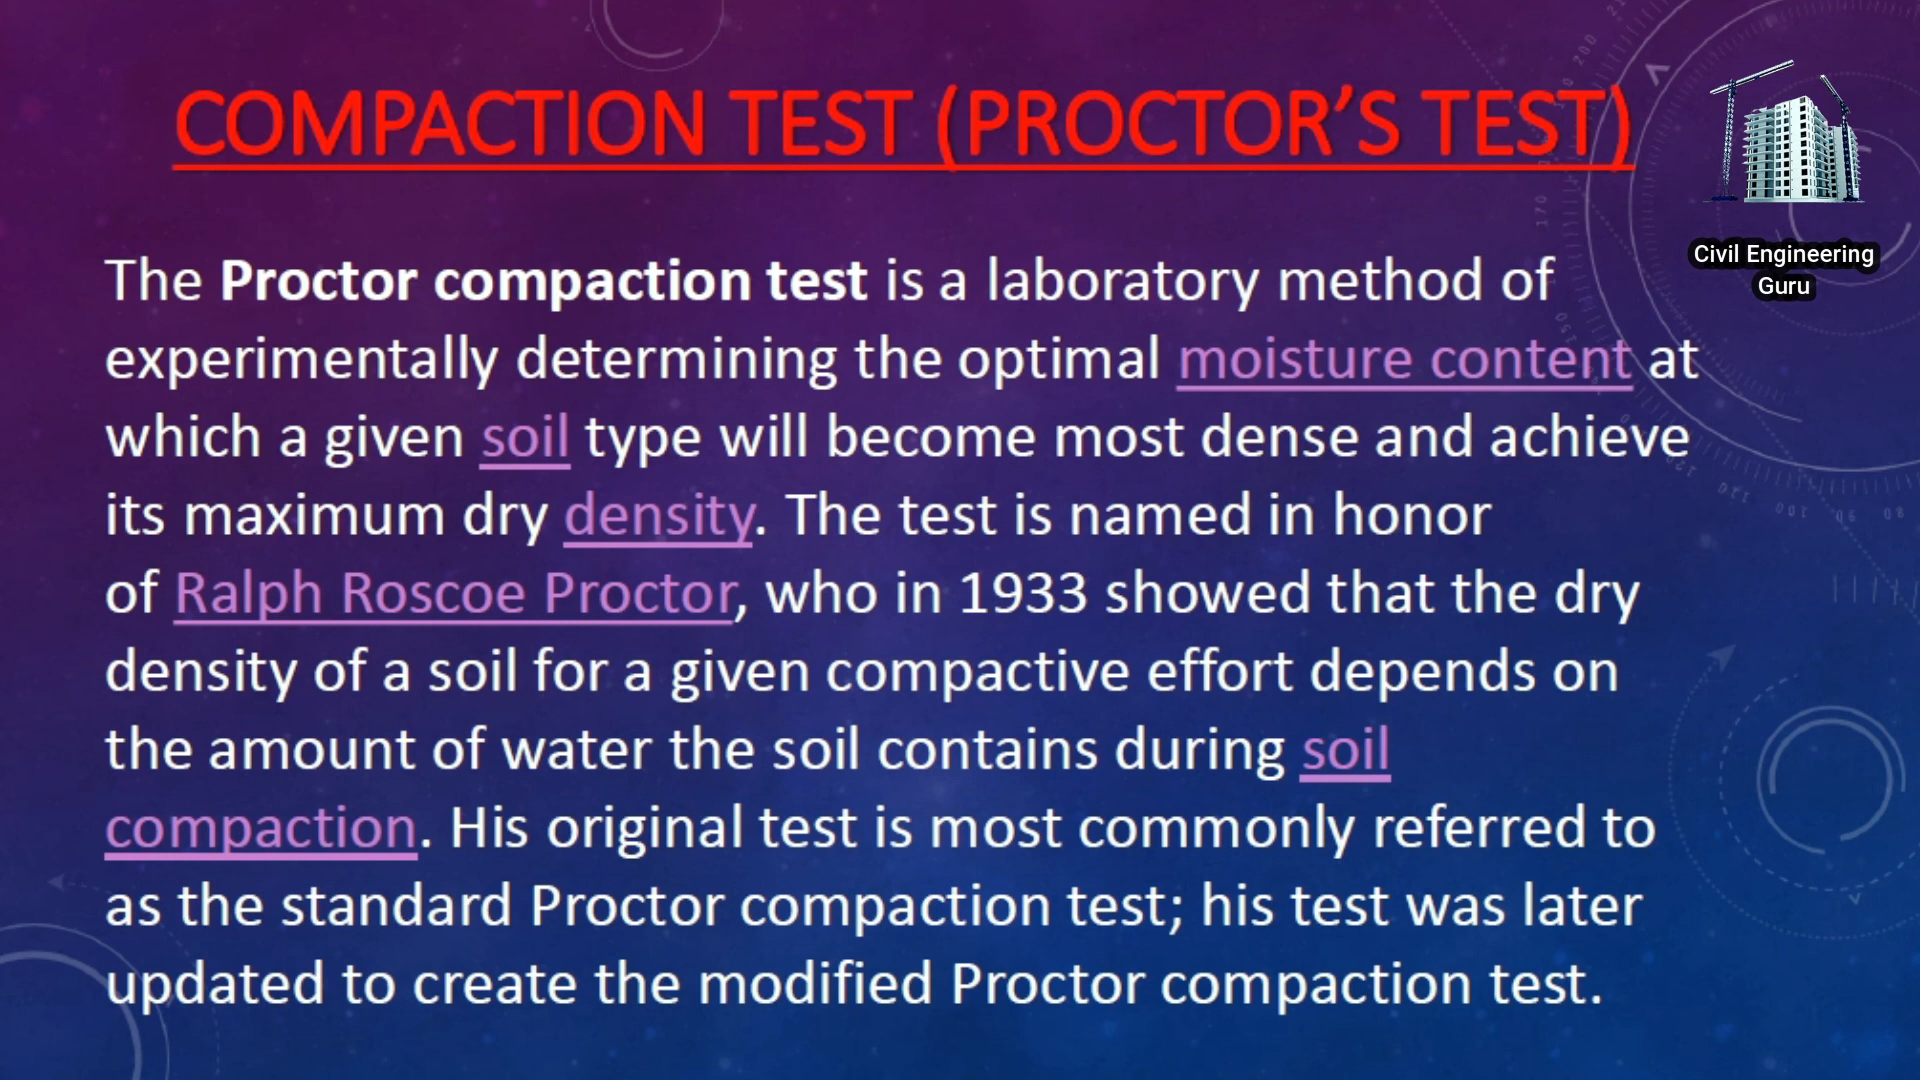 COMPACTION TEST (PROCTOR’S TEST)
Civil Engineering
Guru
The Proctor compaction test is a laboratory method of
experimentally determining the optimal moisture content at
which a given soil type will become most dense and achieve
its maximum dry density. The test is named in honor
of Ralph Roscoe Proctor, who in 1933 showed that the dry
density of a soil for a given compactive effort depends on
the amount of water the soil contains during soil
compaction. His original test is most commonly referred to
as the standard Proctor compaction test; his test was later
updated to create the modified Proctor compaction test.